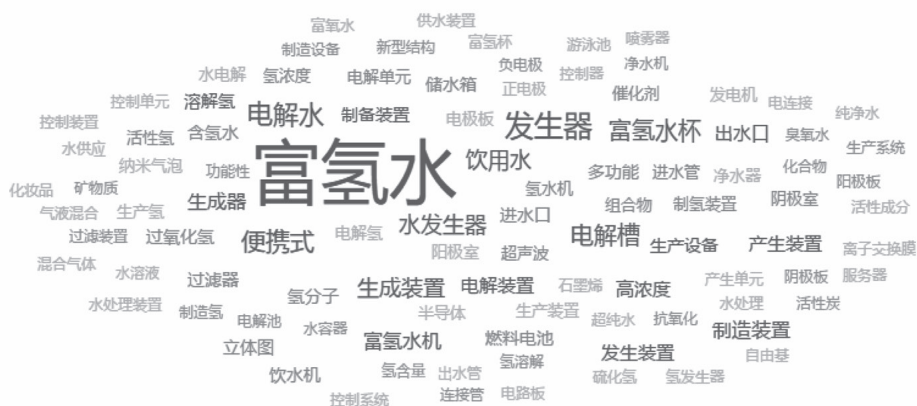 富氧水 供水装置
制造设备 新型结构 富氢杯 游泳池 喷雾器
水电解 氢浓度 电解单元 储水箱 负电极 正电极 控制器 净水机
控制单元 溶解氢 电解水 制备装置 电极板 发生器 催化剂 发电机 电连接
控制装置 活性氢 含氢水 富氢水杯 出水口 臭氧水 纯净水
水供应 纳米气泡 功能性 富氢水 饮用水 多功能 进水管 净水器 化合物 生产系统
化妆品 矿物质 生成器 氢水机 阳极板
气液混合 生产氢 水发生器 进水口 组合物 制氢装置 阴极室 活性成分
过滤装置 过氧化氢 便携式 电解氢 阳极室 超声波 电解槽 生产设备 产生装置 离子交换膜
混合气体 水溶液 过滤器 生成装置 电解装置 石墨烯 高浓度 产生单元 阴极板 服务器
水处理装置 制造氢 氢分子 半导体 生产装置 水处理 活性炭
电解池 水容器 富氢水机 燃料电池 超纯水 抗氧化 制造装置
立体图 氢溶解 发生装置 自由基
饮水机 氢含量 出水管 硫化氢 氢发生器
控制系统 连接管 电路板